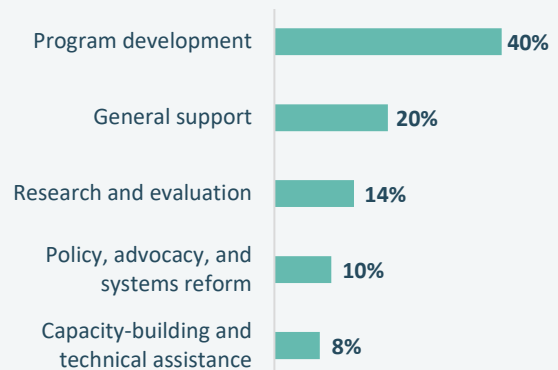 Program development 40%
General support 20%
Research and evaluation 14%
Policy, advocacy, and
systems reform 10%
Capacity-building and
technical assistance 8%